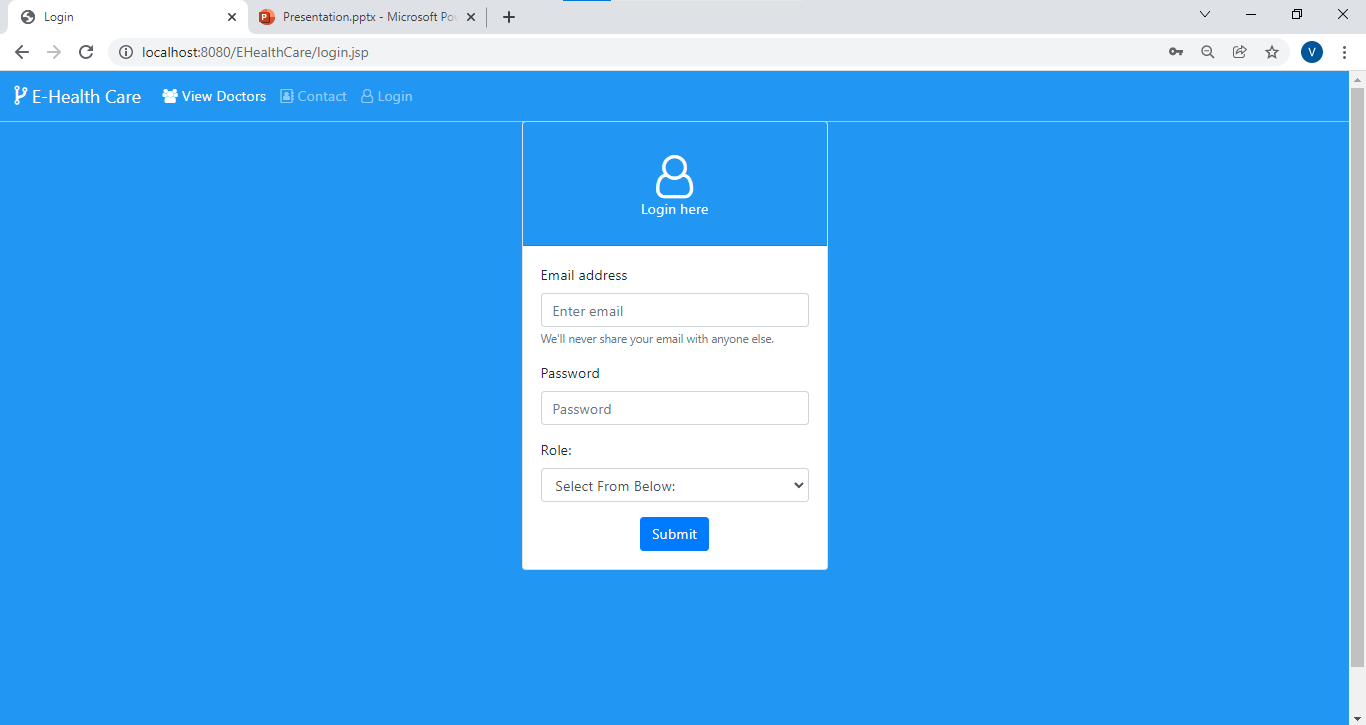 Login
Presentation.pptx - Microsoft Po
localhost:8080/EHealthCare/login.jsp
V
E-Health Care View Doctors Contact Login
Login here
Email address
Enter email
We'll never share your email with anyone else.
Password
Password
Role:
Select From Below:
Submit